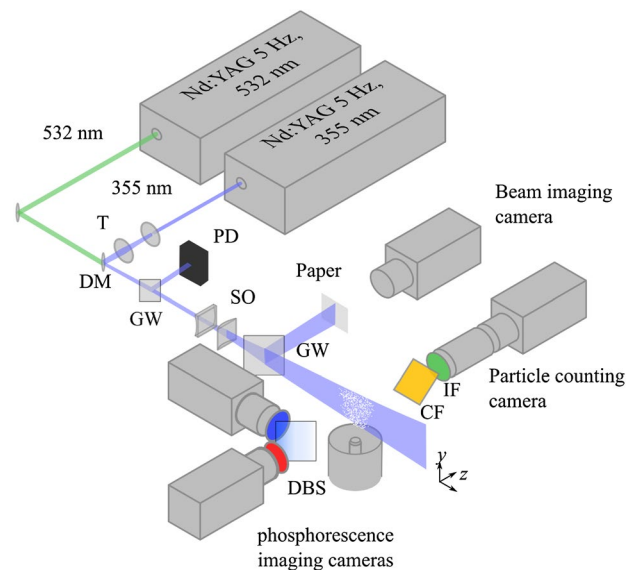 Nd:YAG 5 Hz,
532 nm
Nd:YAG 5 Hz,
355 nm
532 nm
355 nm
T
PD
DM
GW
SO
Paper
GW
Beam imaging
camera
IF
CF
Particle counting
camera
DBS
y
z
phosphorescence
imaging cameras